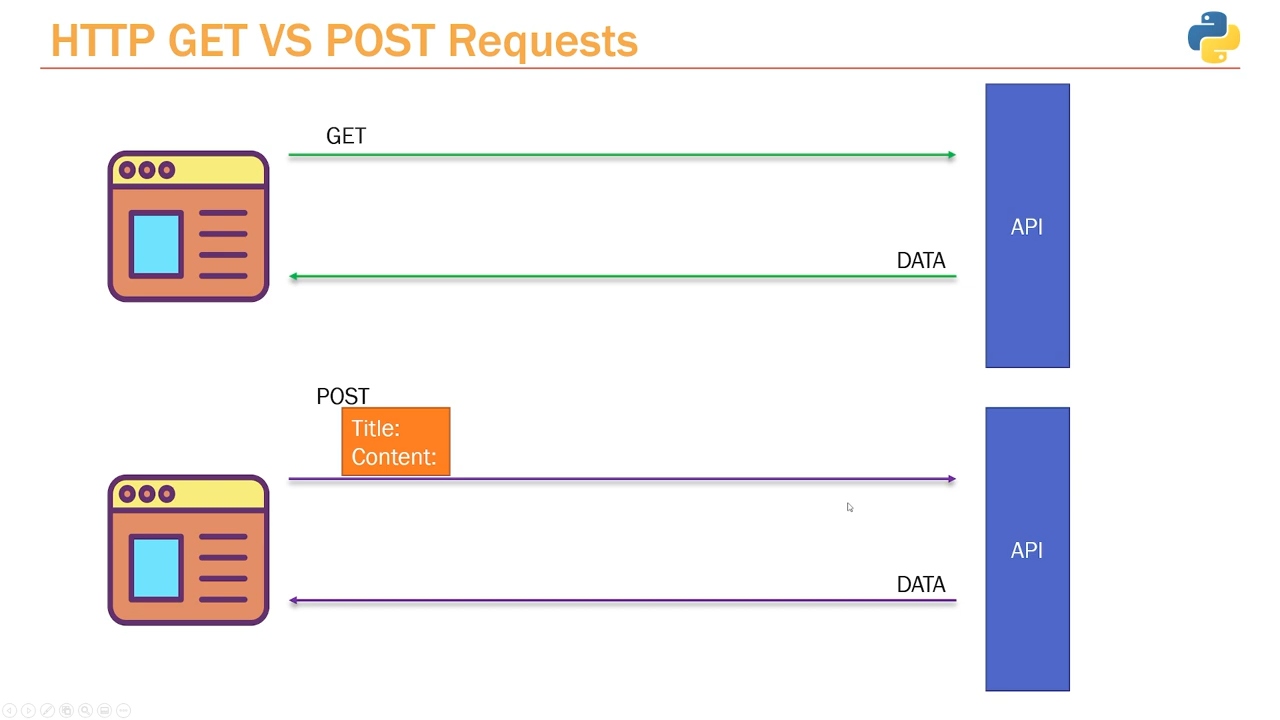 HTTP GET VS POST Requests
GET
API
DATA
POST
Title:
Content:
API
DATA